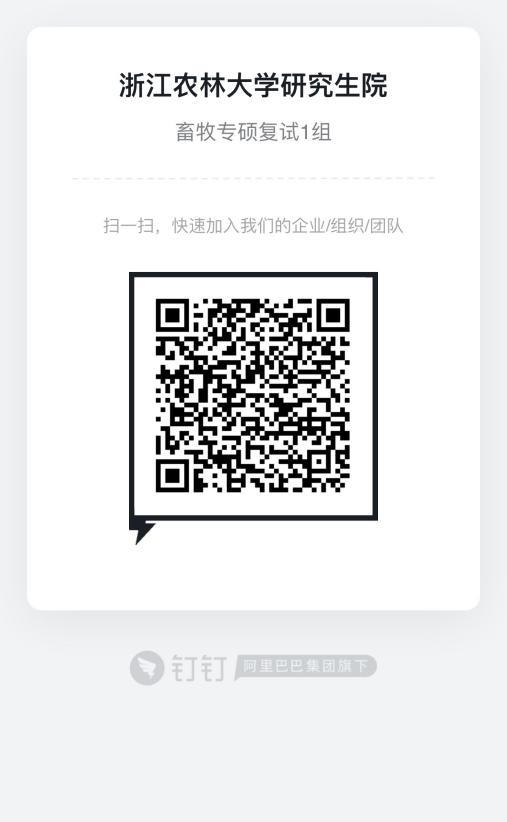 浙江农林大学研究生院
畜牧专硕复试1组
扫一扫，快速加入我们的企业/组织/团队
钉钉 阿里巴巴集团旗下